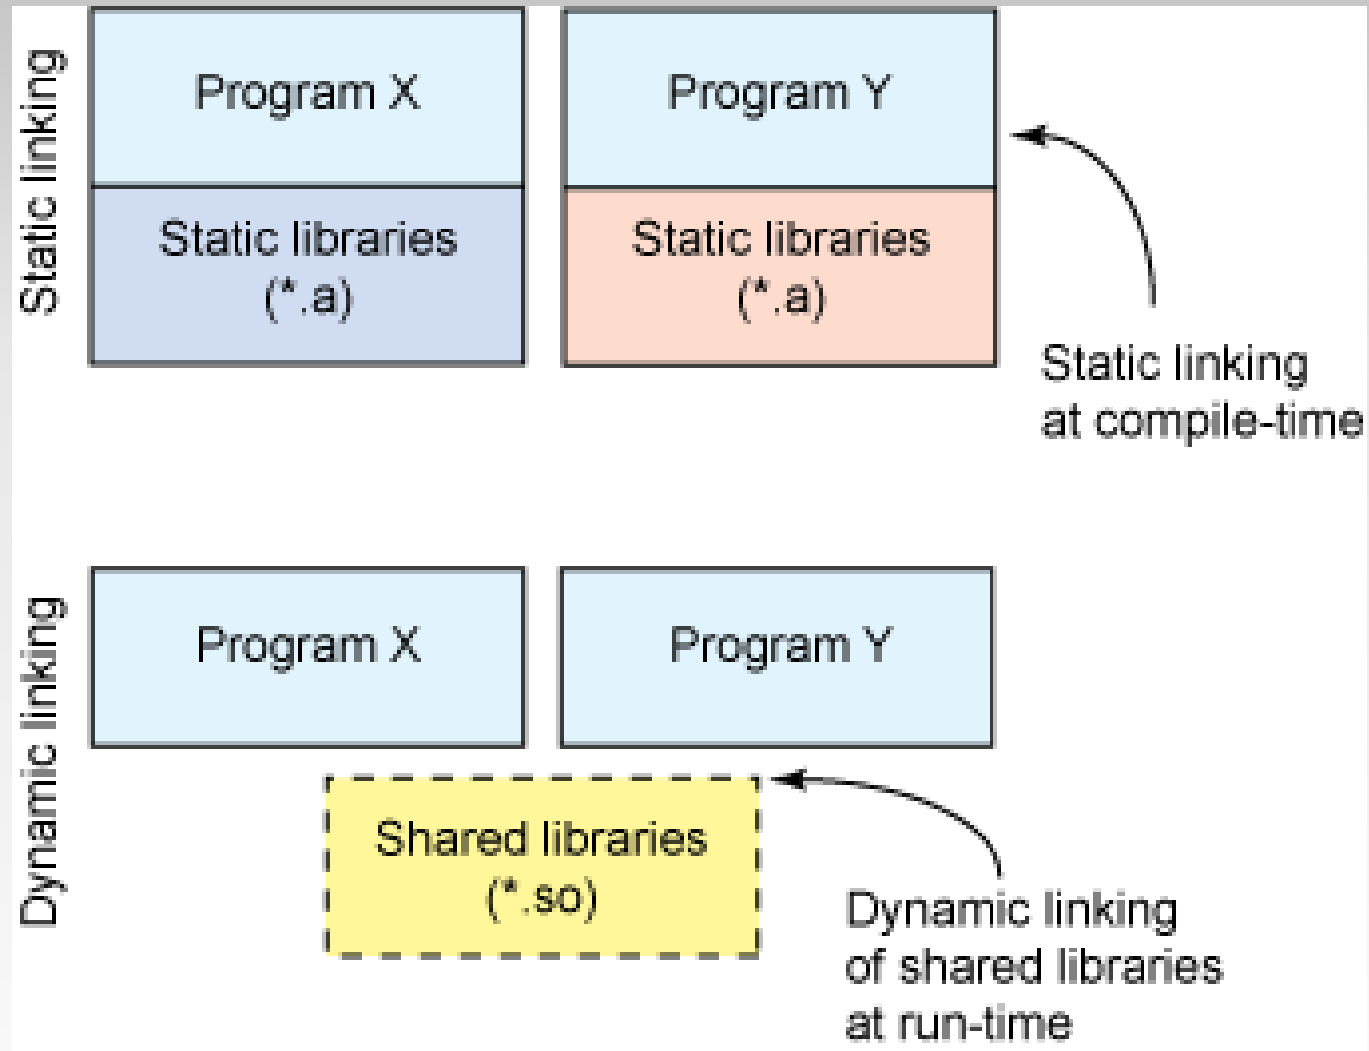 Static linking
Program X
Program Y
Static libraries
(*.a)
Static libraries
(*.a)
Static linking
at compile-time
Dynamic linking
Program X
Program Y
Shared libraries
(*.so)
Dynamic linking
of shared libraries
at run-time